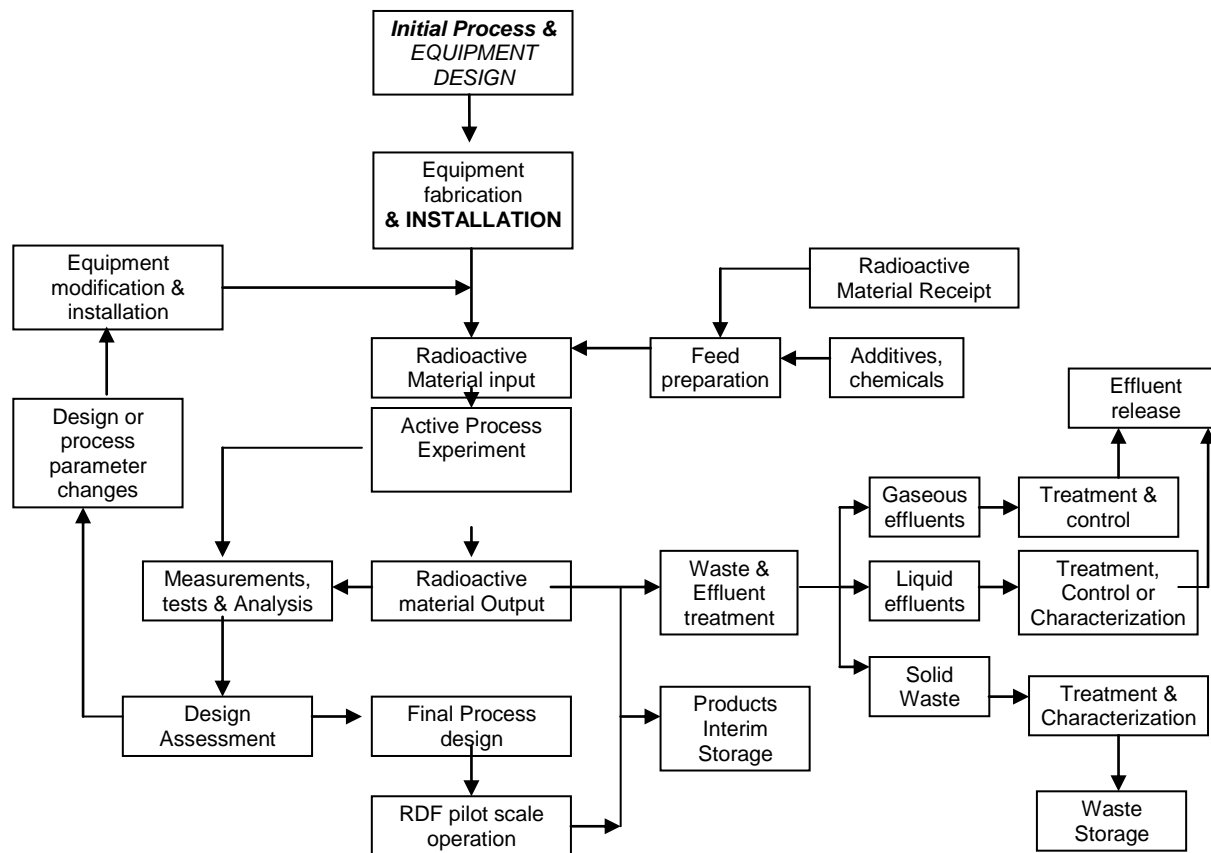 Initial Process &
EQUIPMENT
DESIGN
Equipment
fabrication
& INSTALLATION
Equipment
modification &
installation
Radioactive
Material Receipt
Radioactive
Material input
Feed
preparation
Additives,
chemicals
Effluent
release
Design or
process
parameter
changes
Active Process
Experiment
Gaseous
effluents
Treatment &
control
Measurements,
tests & Analysis
Radioactive
material Output
Waste &
Effluent
treatment
Liquid
effluents
Treatment,
Control or
Characterization
Solid
Waste
Treatment &
Characterization
Design
Assessment
Final Process
design
Products
Interim
Storage
RDF pilot scale
operation
Waste
Storage